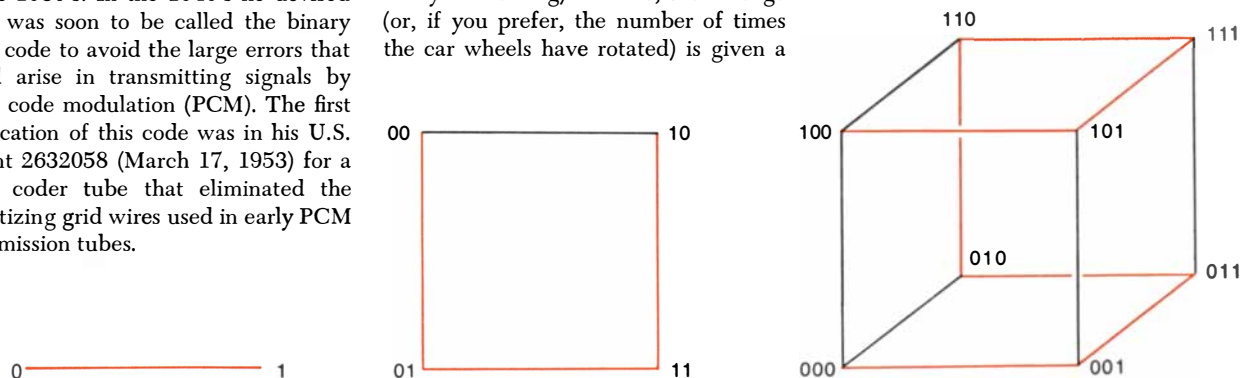 was soon to be called the binary
code to avoid the large errors that
arise in transmitting signals by
code modulation (PCM). The first
cation of this code was in his U.S.
nt 2632058 (March 17, 1953) for a
coder tube that eliminated the
tizing grid wires used in early PCM
mission tubes.
(or, if you prefer, the number of times
the car wheels have rotated) is given a
0 1
00 10
01 11
110
111
100 101
010
011
000 001